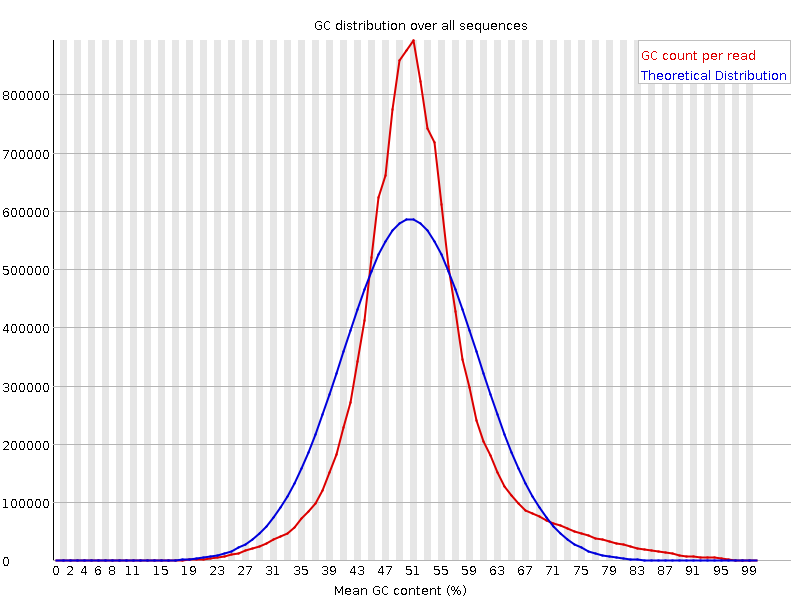 GC distribution over all sequences
GC count per read
Theoretical Distribution
800000
700000
600000
500000
400000
300000
200000
100000
0
0 2 4 6 8 11 15 19 23 27 31 35 39 43 47 51 55 59 63 67 71 75 79 83 87 91 95 99
Mean GC content (%)